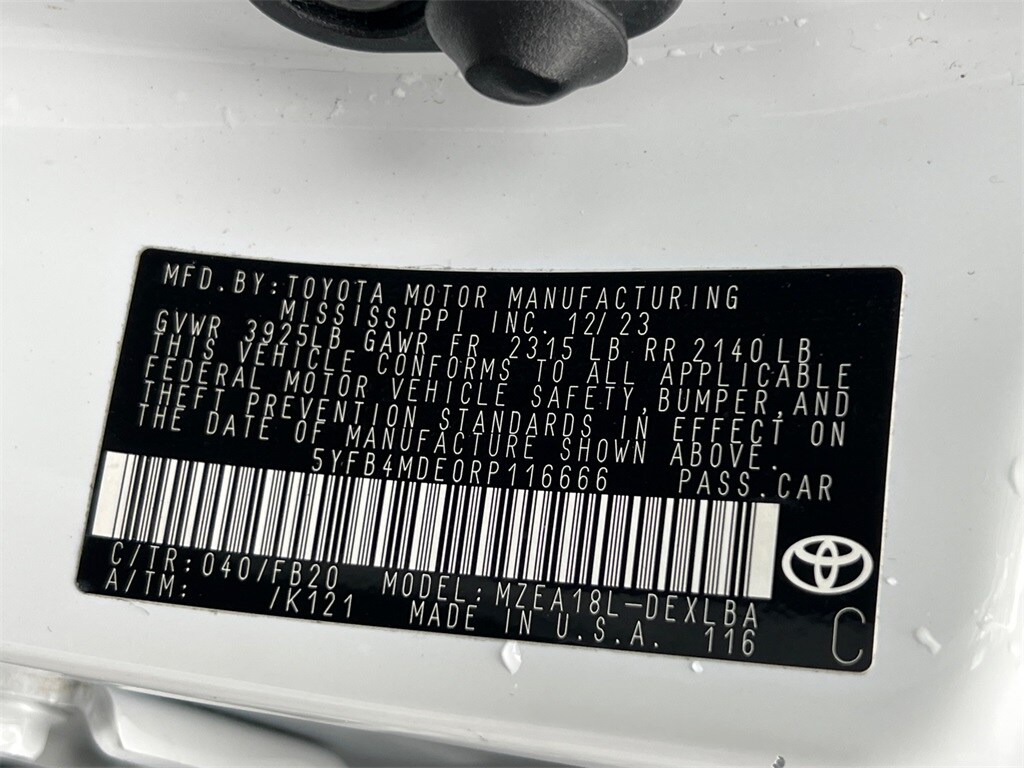 MFD.BY:TOYOTA MOTOR MANUFACTURING
MISSISSIPPI INC. 12/23
GVWR 3925LB GAWR FR 2315 LB RR 2140 LB
THIS VEHICLE CONFORMS TO ALL APPLICABLE
FEDERAL MOTOR VEHICLE SAFETY, BUMPER, AND
THEFT PREVENTION STANDARDS IN EFFECT ON
THE DATE OF MANUFACTURE SHOWN ABOVE.
5YFB4MDE0RP116666 PASS.CAR
C/TR: 040/FB20 MODEL: MZEA18L-DEXLBA
A/TM: /K121 MADE IN U.S.A. 116
C